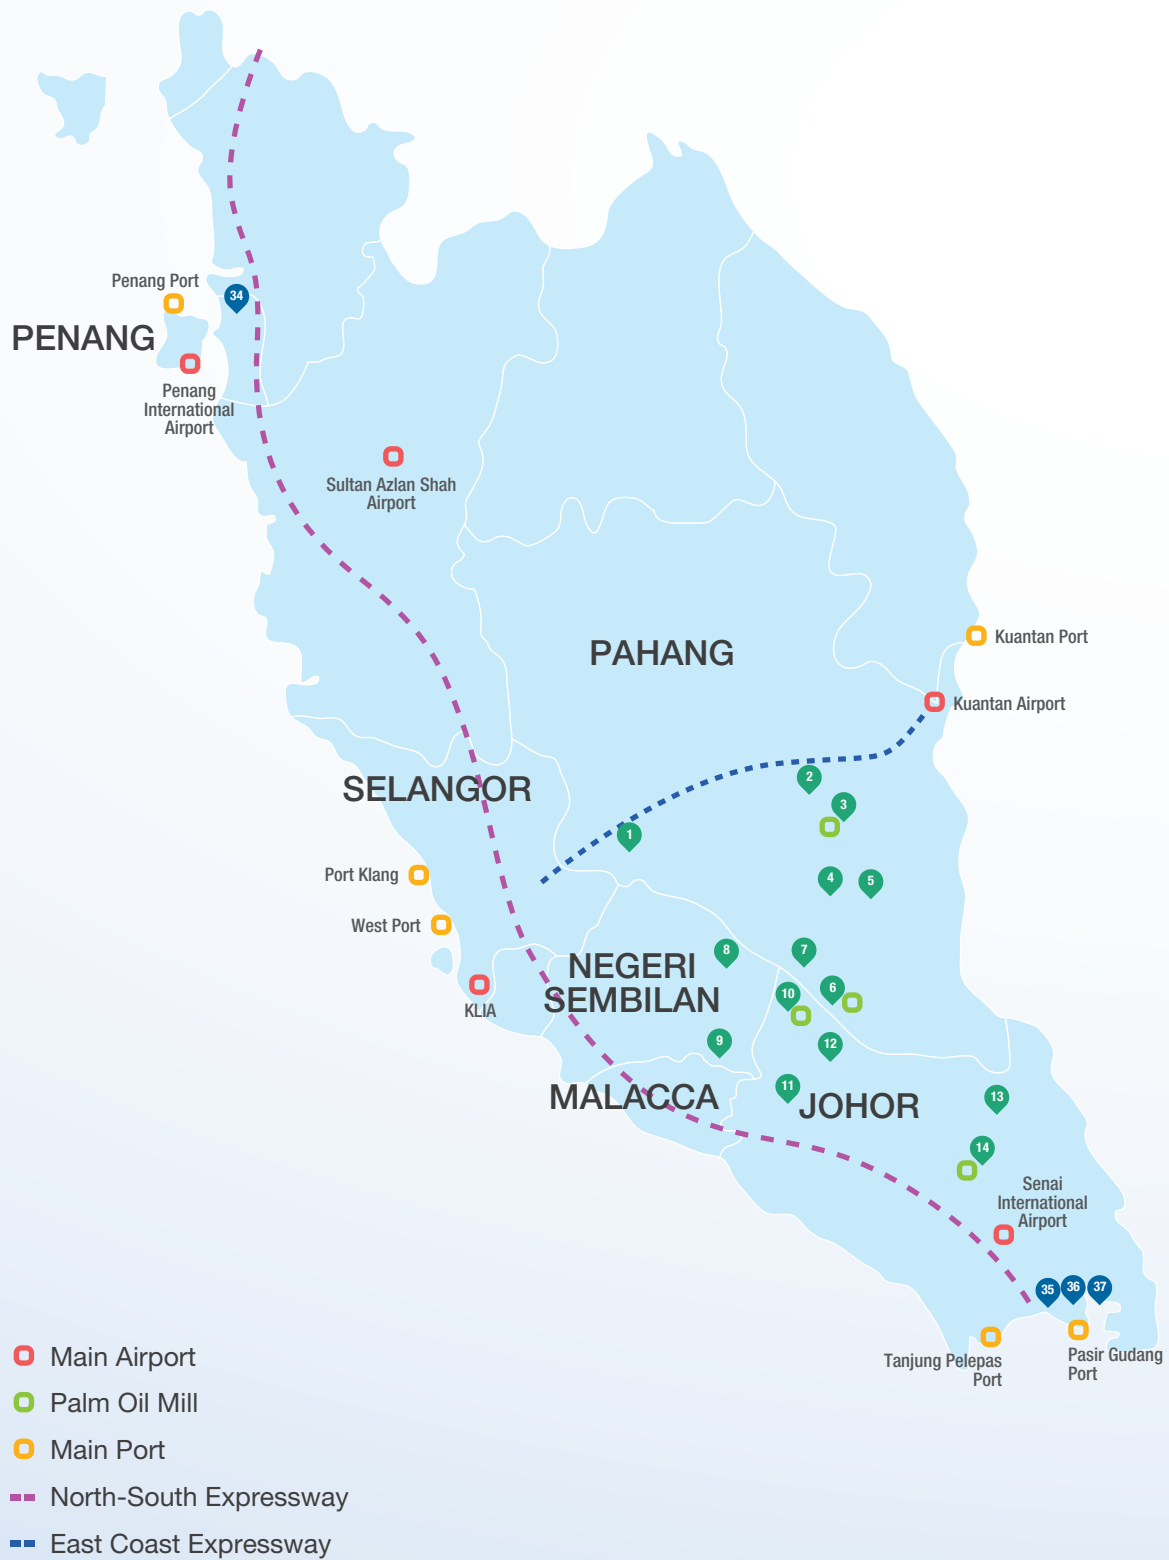 Penang Port
34
PENANG
Penang
International
Airport
Sultan Azlan Shah
Airport
Kuantan Port
PAHANG
Kuantan Airport
2
SELANGOR
3
1
Port Klang
4
5
West Port
8
7
NEGERI
SEMBILAN
6
10
KLIA
9
12
MALACCA
11
JOHOR
13
14
Senai
International
Airport
35
36
37
Tanjung Pelepas
Port
Pasir Gudang
Port
Main Airport
Palm Oil Mill
Main Port
North-South Expressway
East Coast Expressway